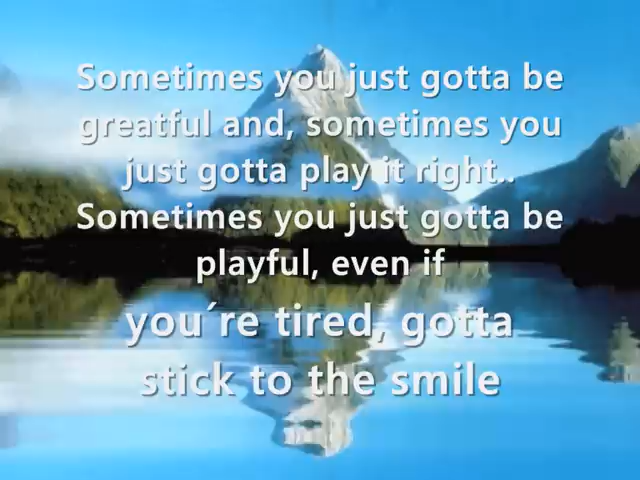 Sometimes you just gotta be
greatful and, sometimes you
just gotta play it right..
Sometimes you just gotta be
playful, even if
you´re tired, gotta
stick to the smile